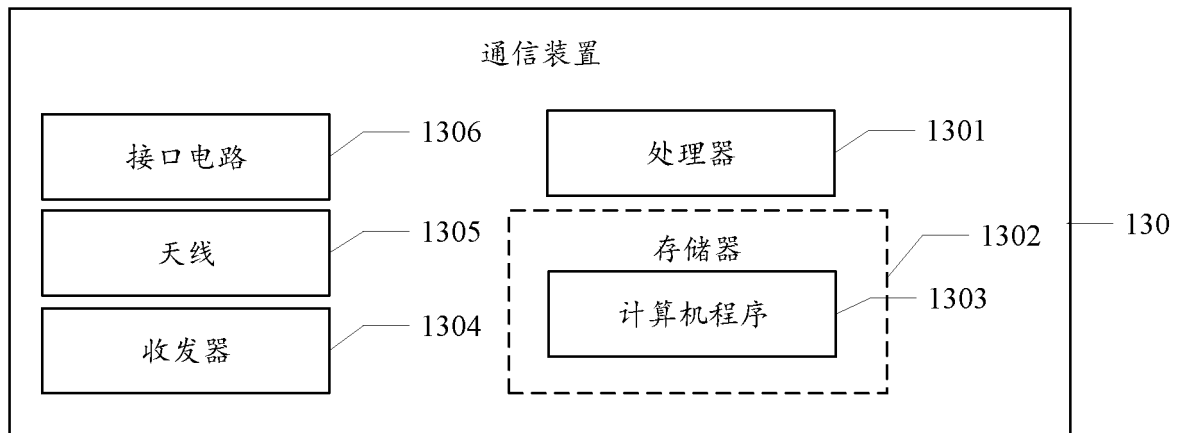 通信装置
接口电路
1306
处理器
1301
天线
1305
存储器
1302
130
计算机程序
1303
收发器
1304